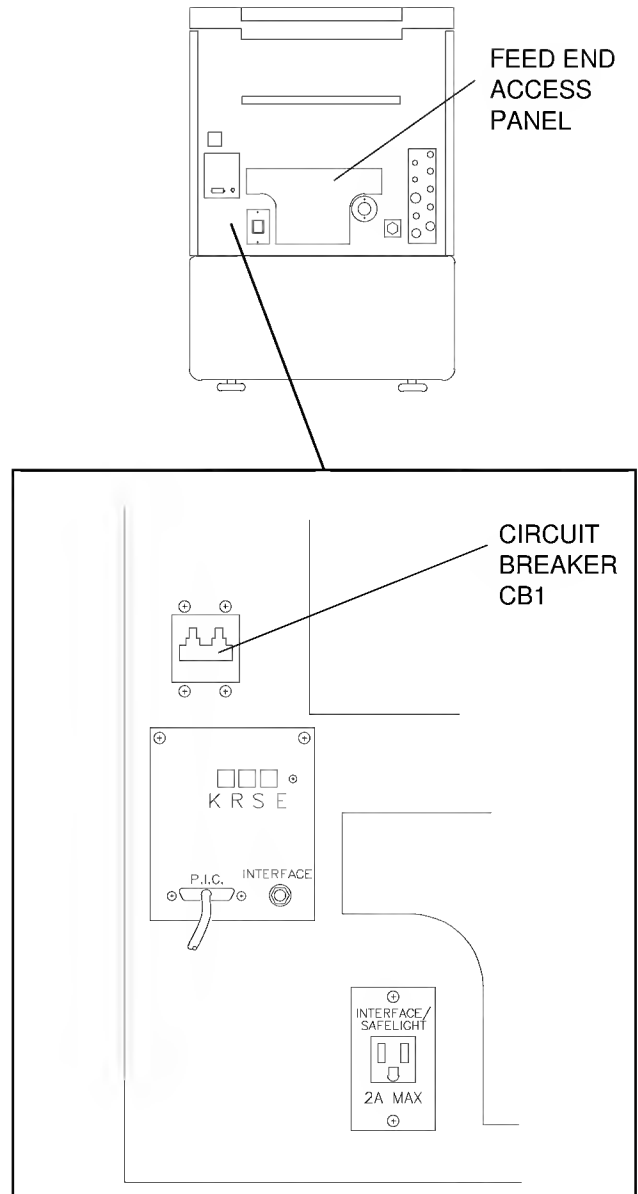 FEED END
ACCESS
PANEL
CIRCUIT
BREAKER
CB1
K R S E
P.I.C.
INTERFACE
INTERFACE/
SAFELIGHT
2A MAX